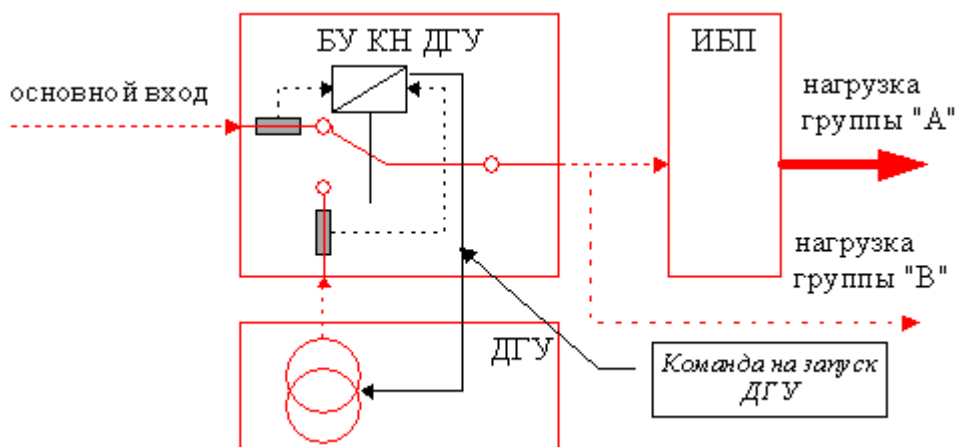 БУ КН ДГУ
ИБП
основной вход
нагрузка
группы "А"
нагрузка
группы "В"
ДГУ
Команда на запуск
ДГУ